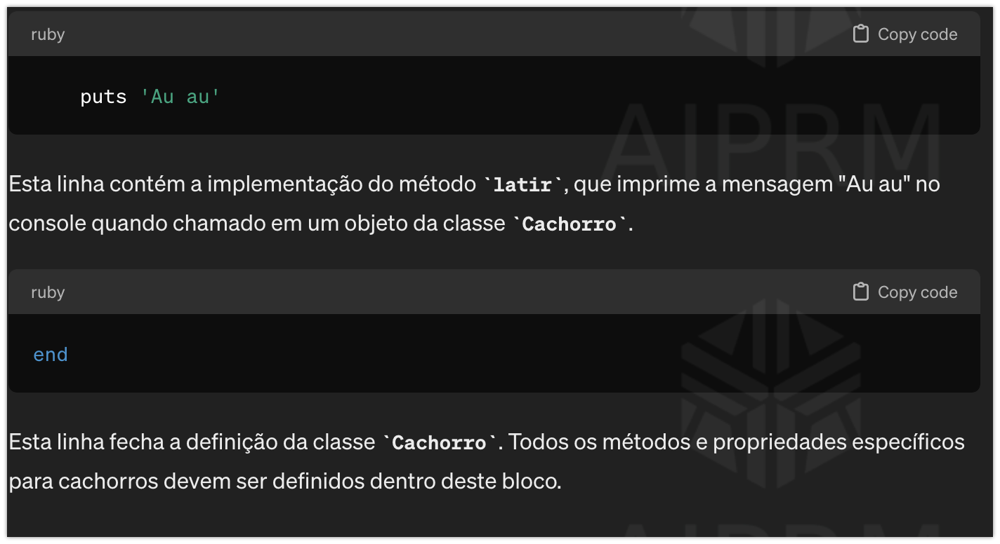 ruby
Copy code
puts 'Au au'
AIPRM
Esta linha contém a implementação do método `latir`, que imprime a mensagem "Au au" no
console quando chamado em um objeto da classe `Cachorro`.
ruby
Copy code
end
Esta linha fecha a definição da classe `Cachorro`. Todos os métodos e propriedades específicos
para cachorros devem ser definidos dentro deste bloco.
AIPRM